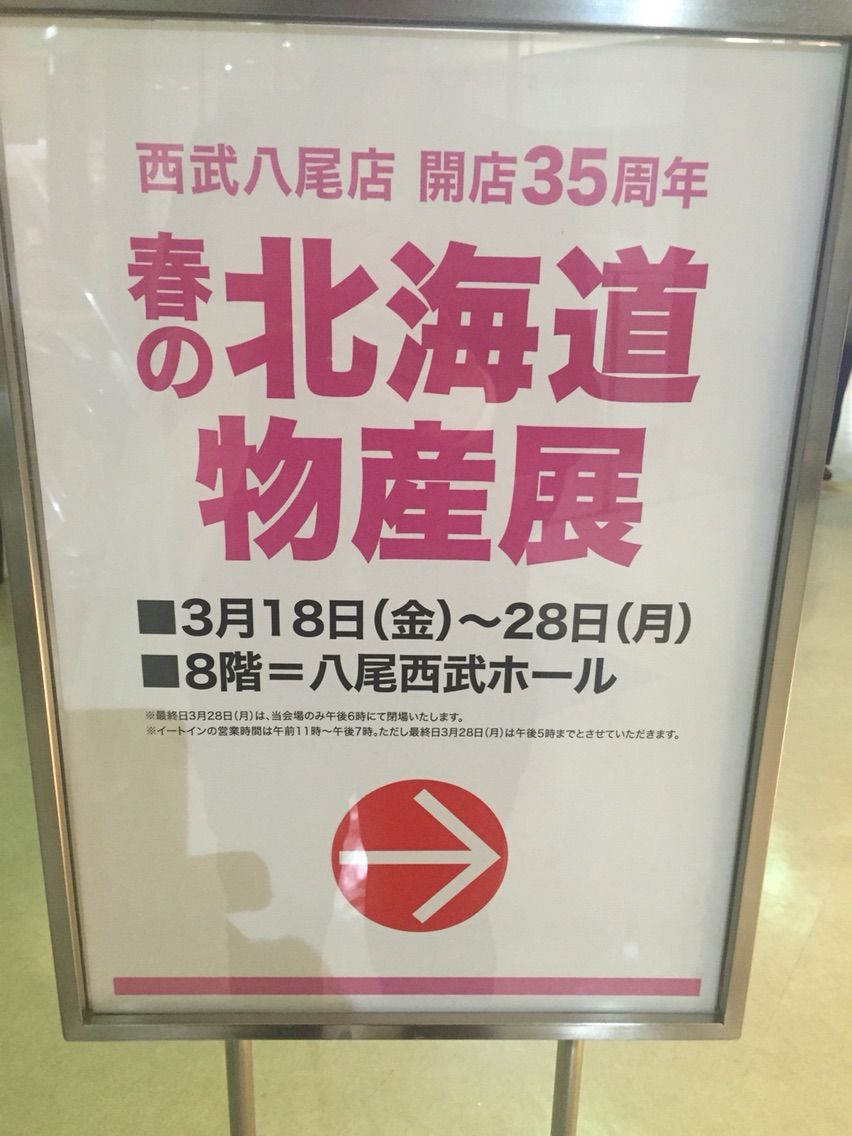 西武八尾店 開店35周年
春の北海道
物産展
■3月18日(金)～28日(月)
■8階＝八尾西武ホール
※最終日3月28日(月)は、当会場のみ午後6時にて閉場いたします。
※イートインの営業時間は午前11時～午後7時。ただし最終日3月28日(月)は午後5時までとさせていただきます。